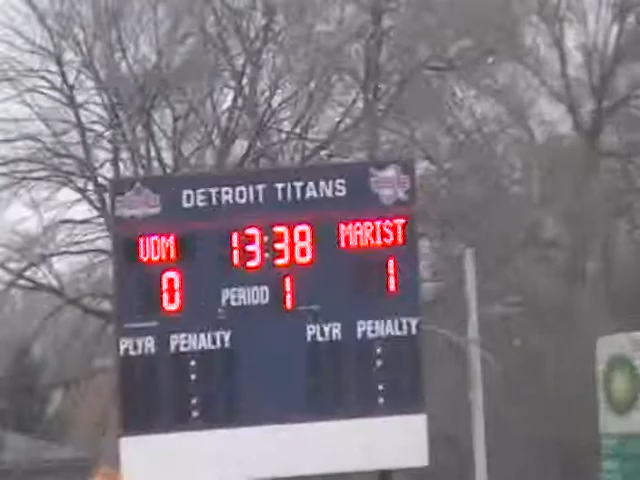 DETROIT TITANS
UDM 13:38 MARIST
0 PERIOD 1 1
PLYR PENALTY PLYR PENALTY